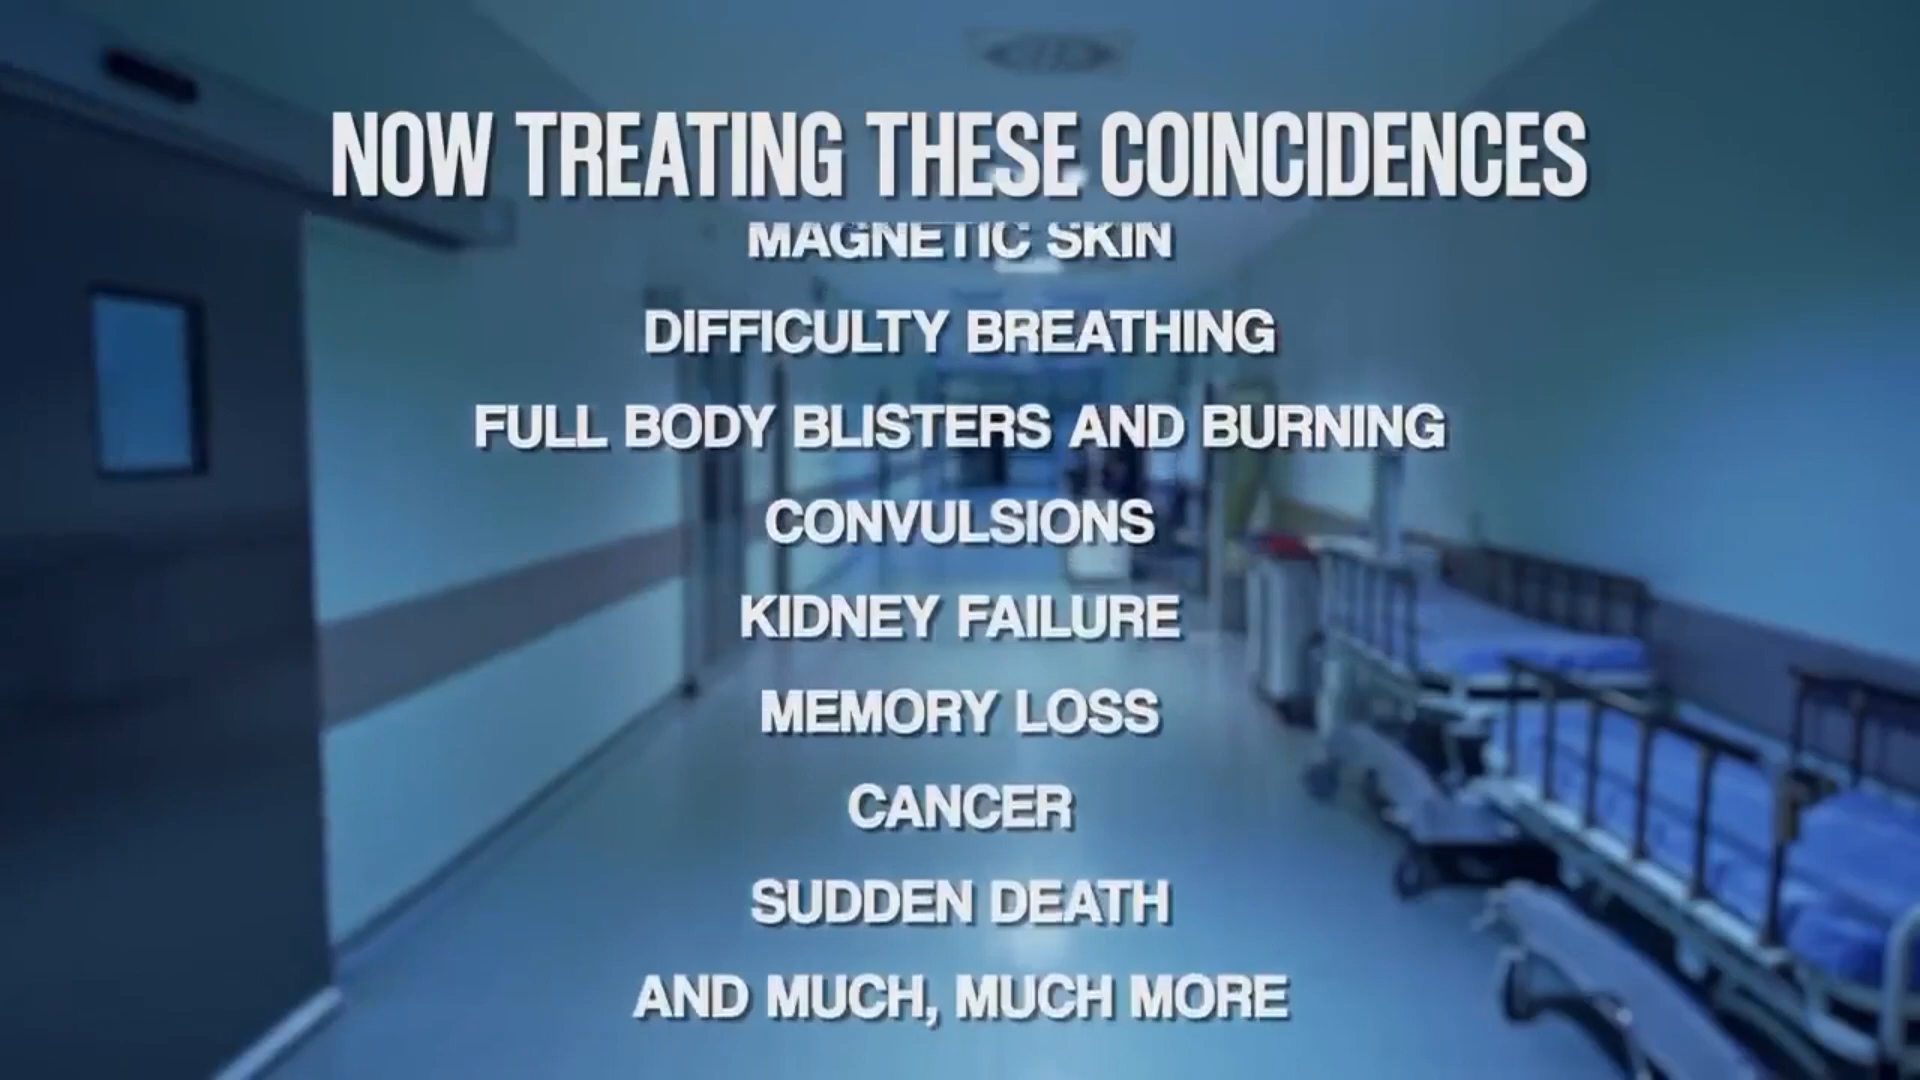 NOW TREATING THESE COINCIDENCES
MAGNETIC SKIN
DIFFICULTY BREATHING
FULL BODY BLISTERS AND BURNING
CONVULSIONS
KIDNEY FAILURE
MEMORY LOSS
CANCER
SUDDEN DEATH
AND MUCH, MUCH MORE